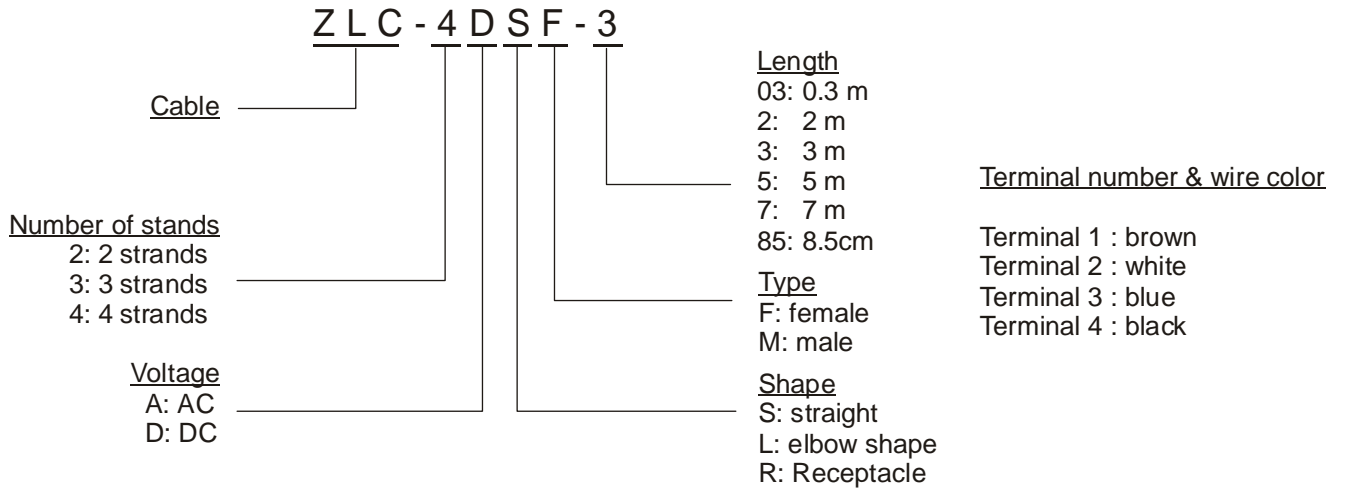 ZLC-4DSF-3
Cable
Number of stands
2: 2 strands
3: 3 strands
4: 4 strands
Voltage
A: AC
D: DC
Length
03: 0.3 m
2: 2 m
3: 3 m
5: 5 m
7: 7 m
85: 8.5cm
Type
F: female
M: male
Shape
S: straight
L: elbow shape
R: Receptacle
Terminal number & wire color
Terminal 1 : brown
Terminal 2 : white
Terminal 3 : blue
Terminal 4 : black